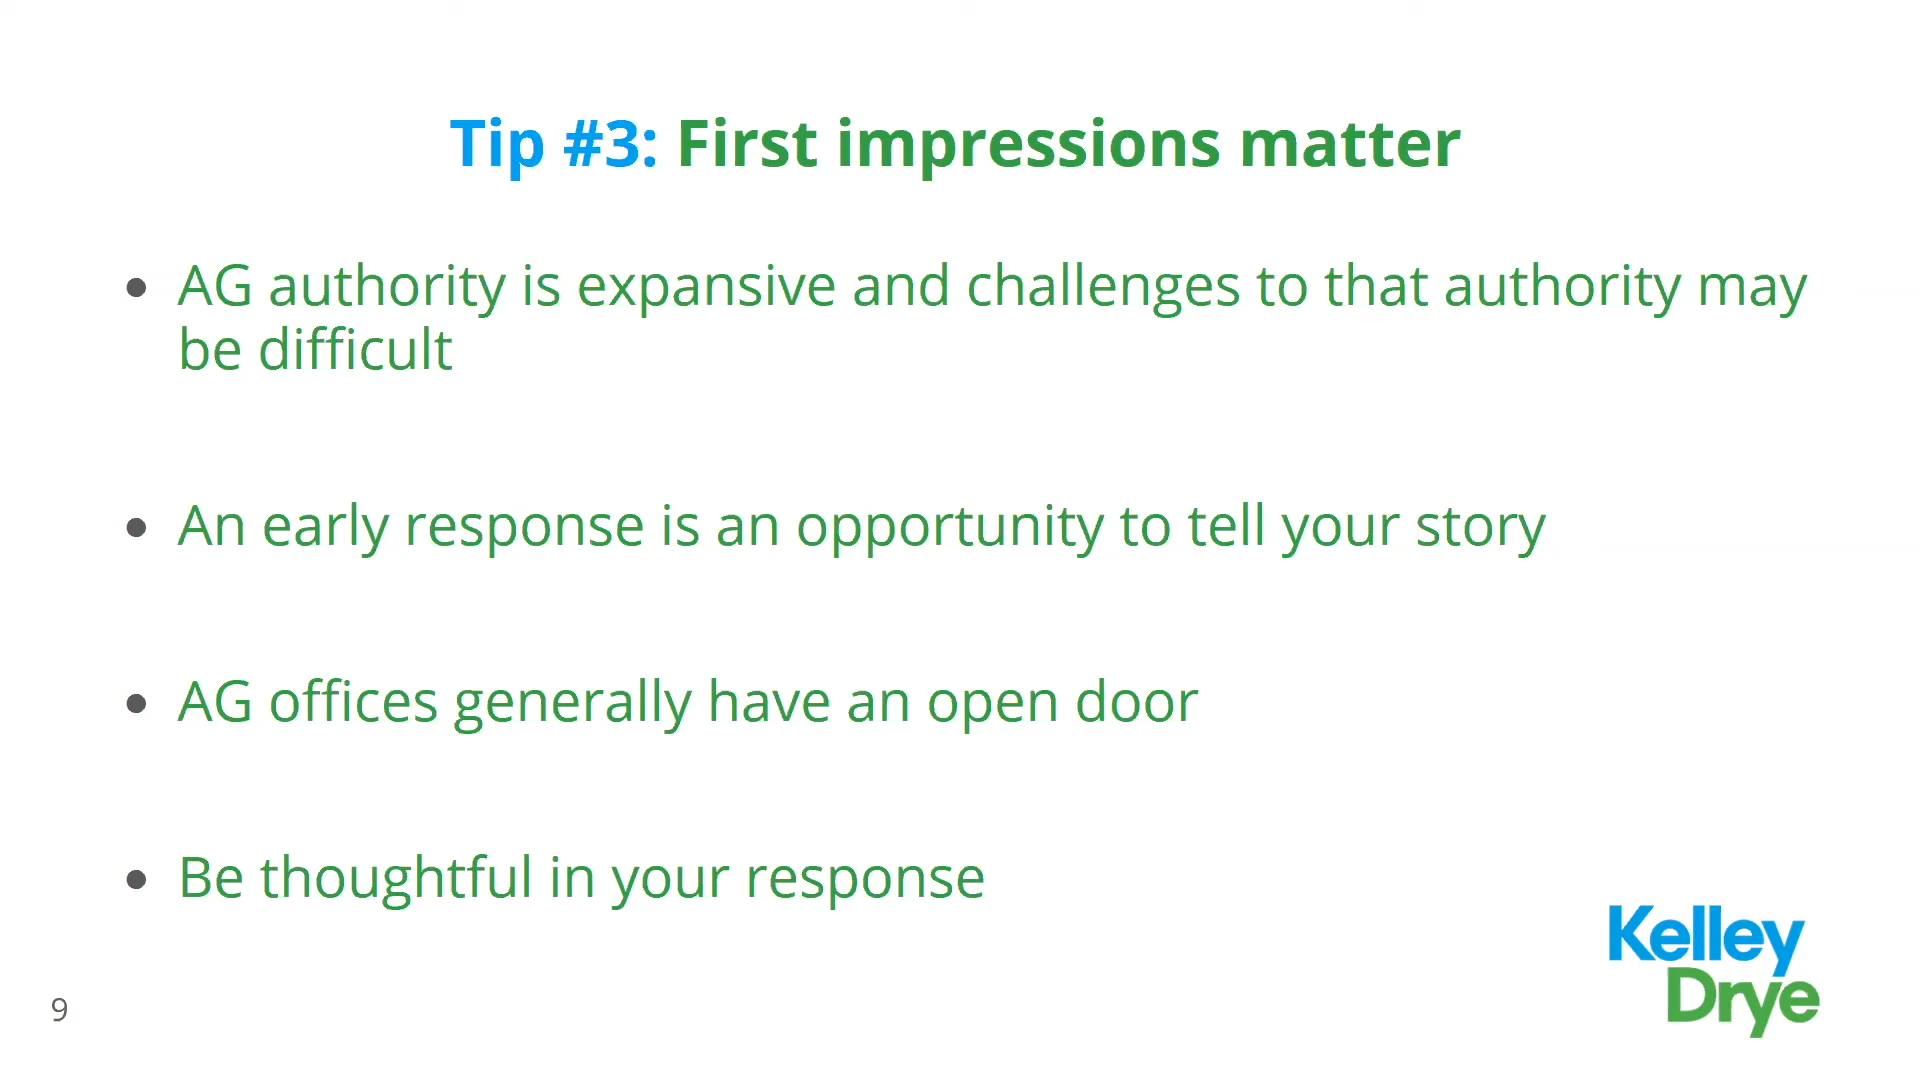 Tip #3: First impressions matter
• AG authority is expansive and challenges to that authority may
be difficult
• An early response is an opportunity to tell your story
• AG offices generally have an open door
• Be thoughtful in your response
Kelley
Drye
9